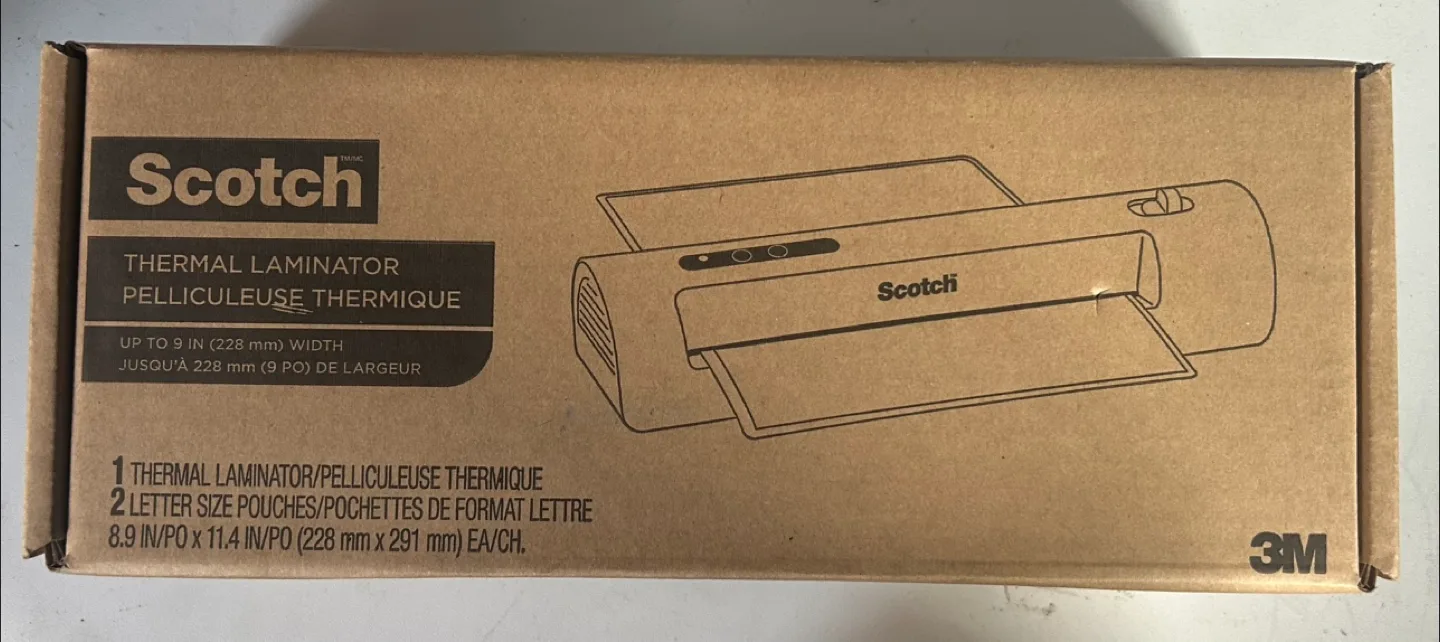 Scotch TM/MC
THERMAL LAMINATOR
PELLICULEUSE THERMIQUE
UP TO 9 IN (228 mm) WIDTH
JUSQU'À 228 mm (9 PO) DE LARGEUR
Scotch
1 THERMAL LAMINATOR/PELLICULEUSE THERMIQUE
2 LETTER SIZE POUCHES/POCHETTES DE FORMAT LETTRE
8.9 IN/PO x 11.4 IN/PO (228 mm x 291 mm) EA/CH.
3M